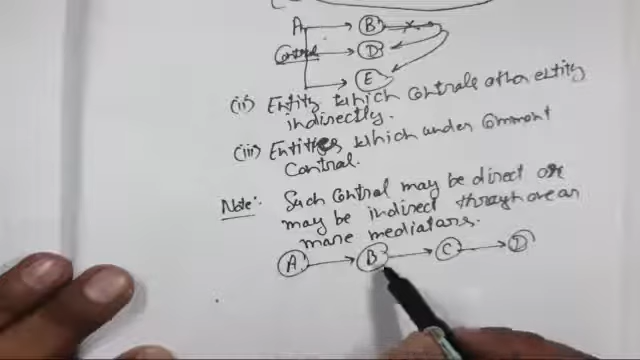 A B
Control D
E
(ii) Entity which controls other entity
indirectly.
(iii) Entities which under Common
Control.
Note:- Such Control may be direct or
may be indirect through one or
more mediators.
A B C D